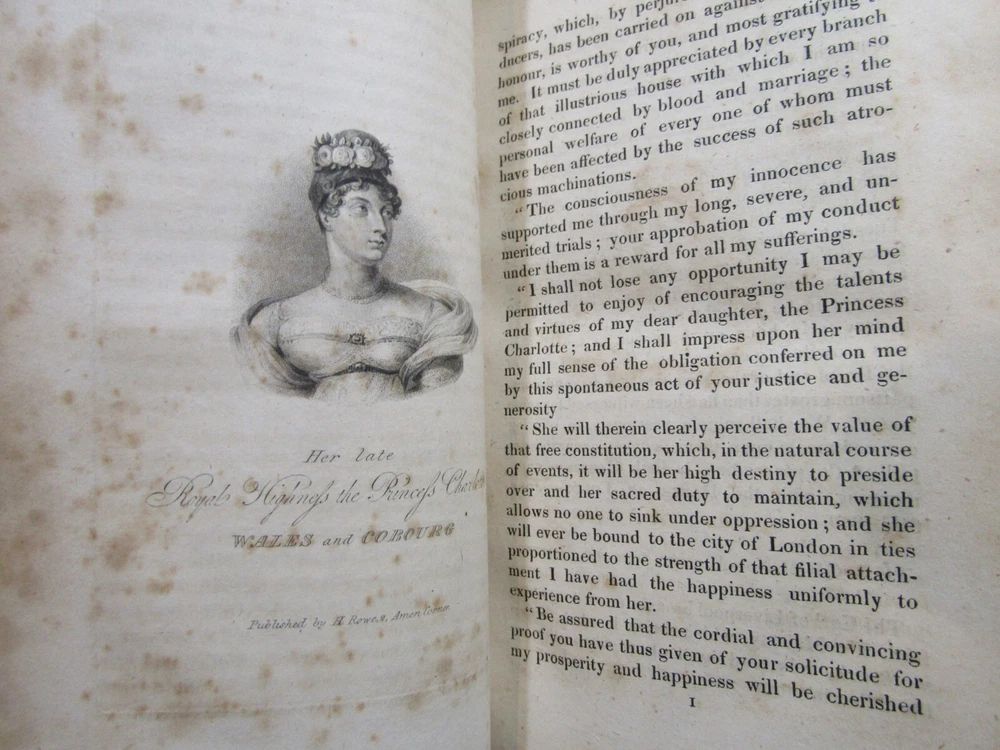 Her late
Royal Highneſs the Princeſs Charlotte
WALES and COBOURG
Published by H Rowe, Amen Corner
spiracy, which, by
ducers, has been carried on against
honour, is worthy of you, and most gratifying
me. It must be duly appreciated by every branch
of that illustrious house with which I am so
closely connected by blood and marriage; the
personal welfare of every one of whom must
have been affected by the success of such atro-
cious machinations.
"The consciousness of my innocence has
supported me through my long, severe, and un-
merited trials; your approbation of my conduct
under them is a reward for all my sufferings.
"I shall not lose any opportunity I may be
permitted to enjoy of encouraging the talents
and virtues of my dear daughter, the Princess
Charlotte; and I shall impress upon her mind
my full sense of the obligation conferred on me
by this spontaneous act of your justice and ge-
nerosity
"She will therein clearly perceive the value of
that free constitution, which, in the natural course
of events, it will be her high destiny to preside
over and her sacred duty to maintain, which
allows no one to sink under oppression; and she
will ever be bound to the city of London in ties
proportioned to the strength of that filial attach-
ment I have had the happiness uniformly to
experience from her.
"Be assured that the cordial and convincing
proof you have thus given of your solicitude for
my prosperity and happiness will be cherished
I